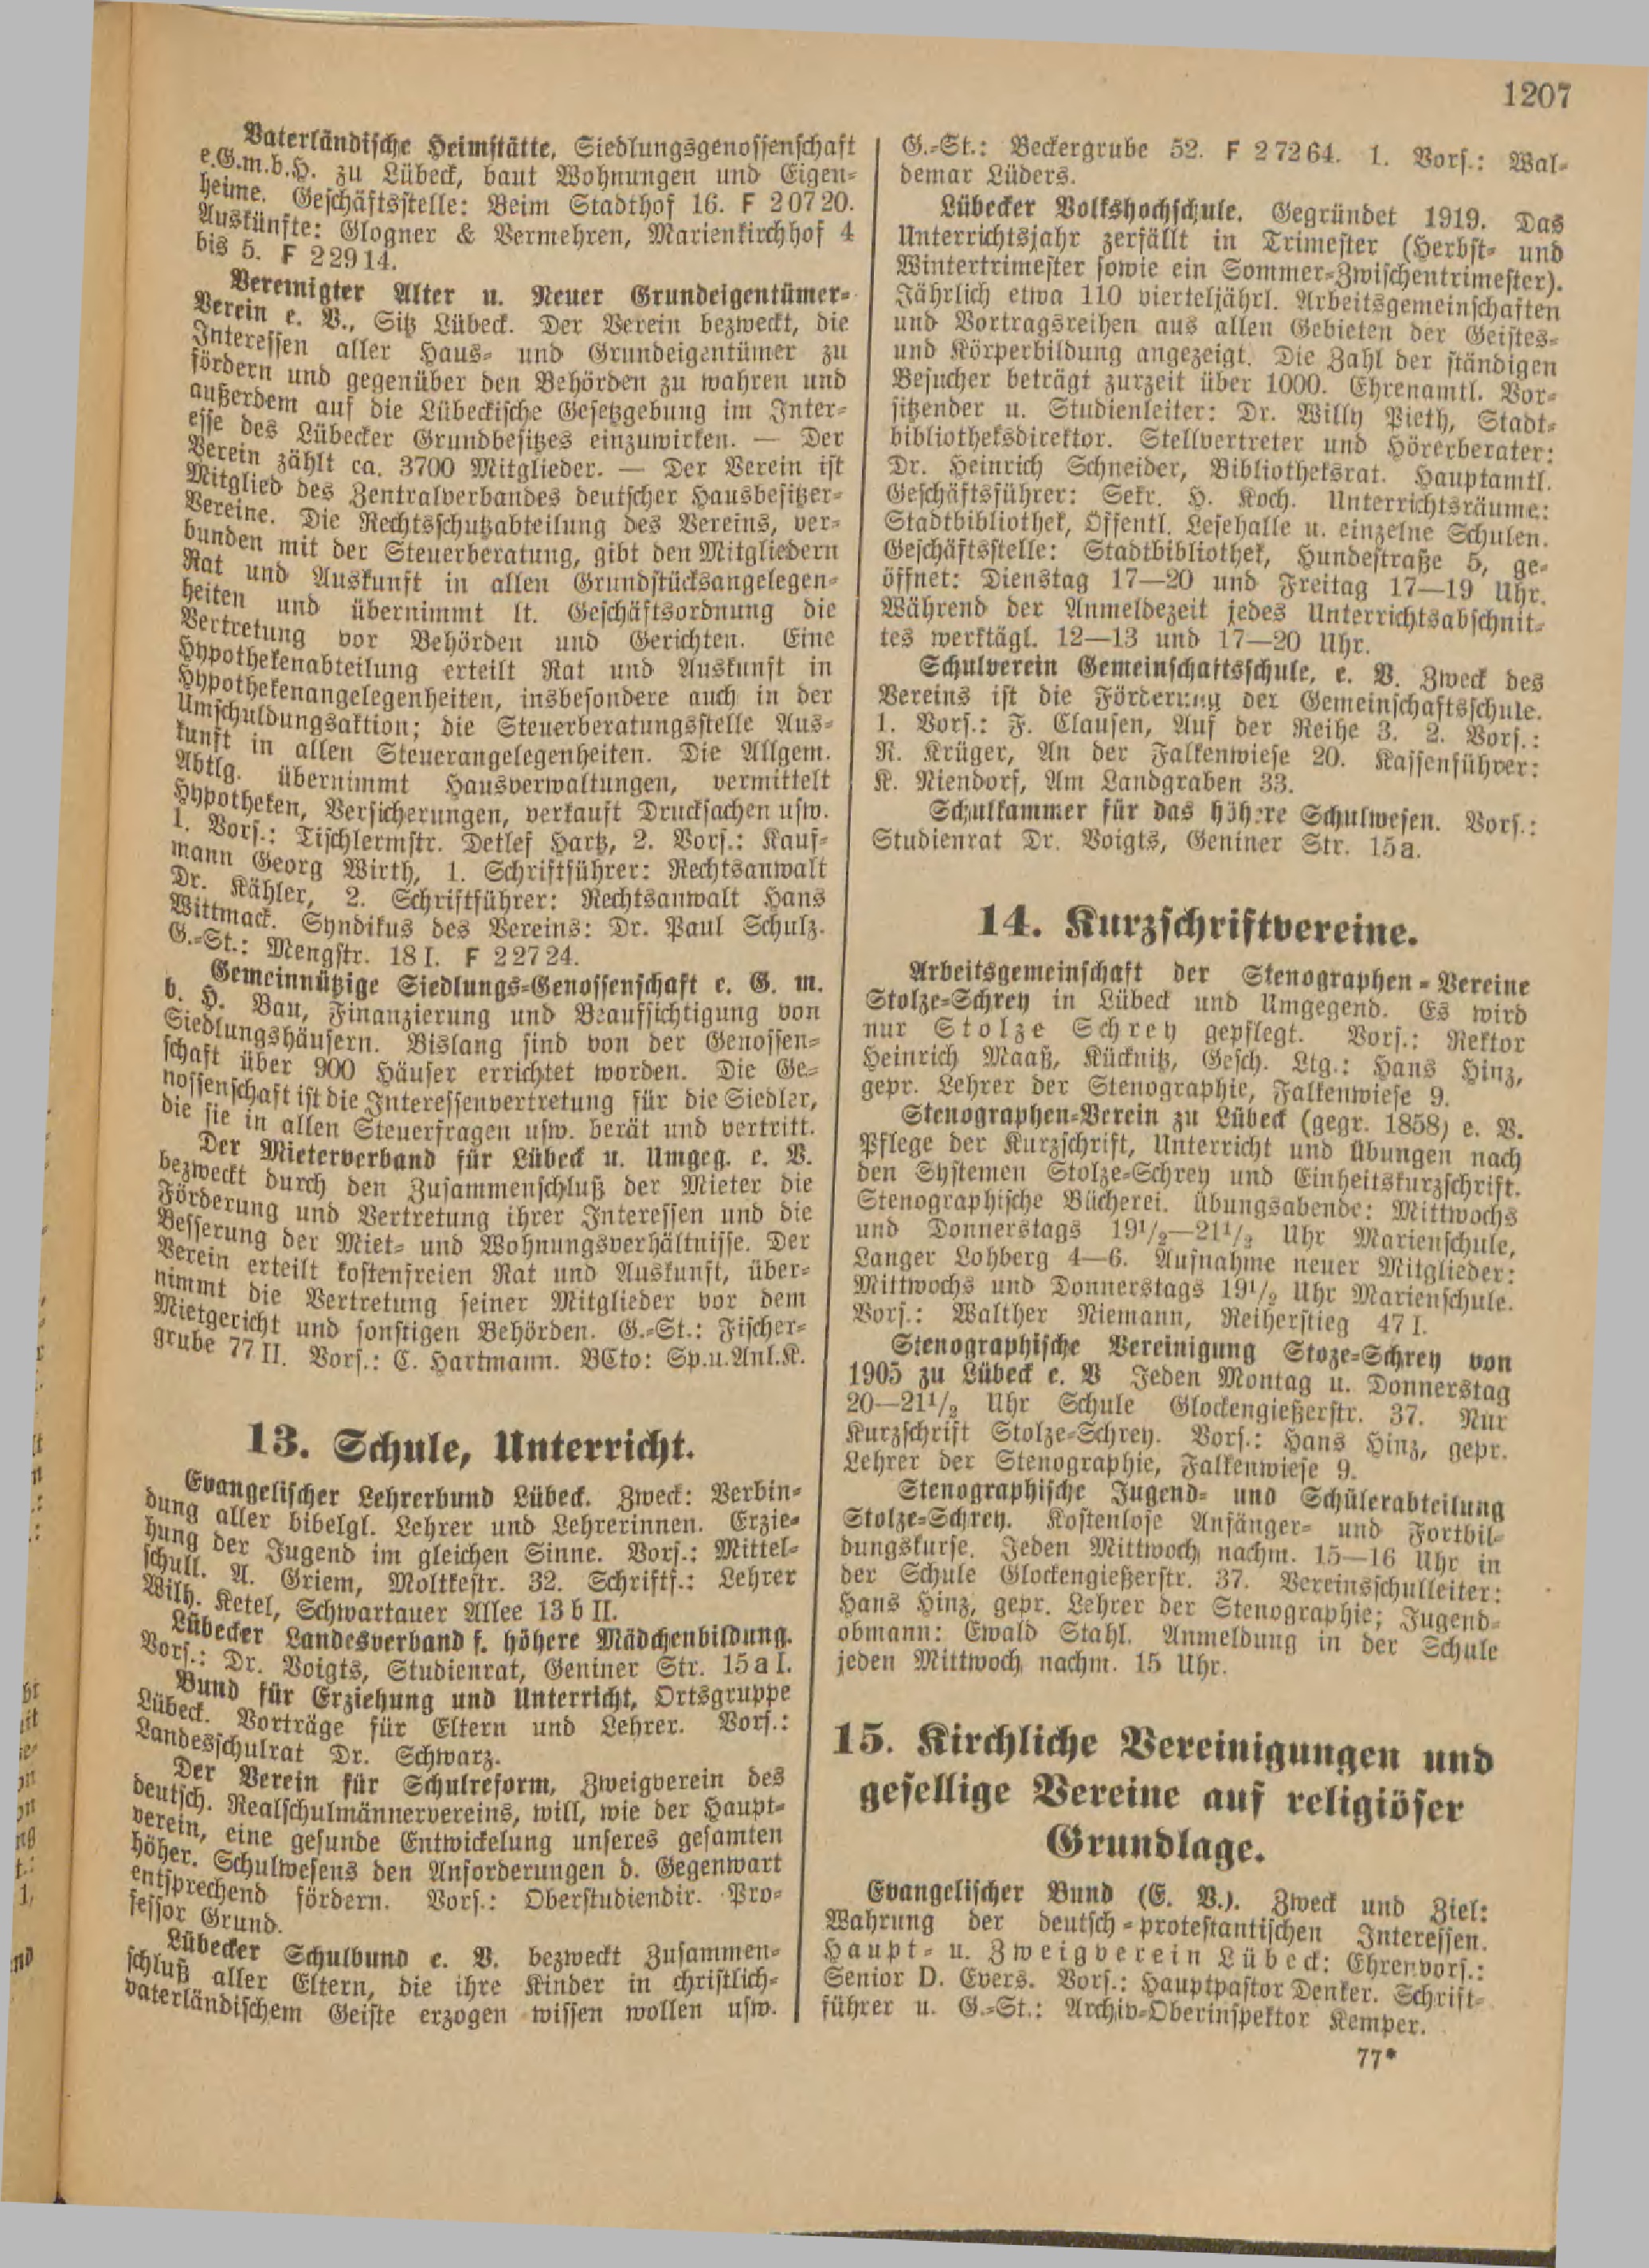 1207
Vaterländische Heimstätte, Siedlungsgenossenschaft
e.G.m.b.H. zu Lübeck, baut Wohnungen und Eigen-
heime. Geschäftsstelle: Beim Stadthof 16. F 20720.
Auskünfte: Glogner & Vermehren, Marienkirchhof 4
bis 5. F 22914.
Vereinigter Alter u. Neuer Grundeigentümer-
Verein e. V., Sitz Lübeck. Der Verein bezweckt, die
Interessen aller Haus- und Grundeigentümer zu
fördern und gegenüber den Behörden zu wahren und
außerdem auf die Lübeckische Gesetzgebung im Inter-
esse des Lübecker Grundbesitzes einzuwirken. — Der
Verein zählt ca. 3700 Mitglieder. — Der Verein ist
Mitglied des Zentralverbandes deutscher Hausbesitzer-
Vereine. Die Rechtsschutzabteilung des Vereins, ver-
bunden mit der Steuerberatung, gibt den Mitgliedern
Rat und Auskunft in allen Grundstücksangelegen-
heiten und übernimmt lt. Geschäftsordnung die
Vertretung vor Behörden und Gerichten. Eine
Hypothekenabteilung erteilt Rat und Auskunft in
Hypothekenangelegenheiten, insbesondere auch in der
Umschuldungsaktion; die Steuerberatungsstelle Aus-
kunft in allen Steuerangelegenheiten. Die Allgem.
Abtlg. übernimmt Hausverwaltungen, vermittelt
Hypotheken, Versicherungen, verkauft Drucksachen usw.
1. Vors.: Tischlermstr. Detlef Hartz, 2. Vors.: Kauf-
mann Georg Wirth, 1. Schriftführer: Rechtsanwalt
Dr. Kähler, 2. Schriftführer: Rechtsanwalt Hans
Wittmack. Syndikus des Vereins: Dr. Paul Schulz.
G.-St.: Mengstr. 18 I. F 22724.
Gemeinnützige Siedlungs-Genossenschaft e. G. m.
b. H. Bau, Finanzierung und Beaufsichtigung von
Siedlungshäusern. Bislang sind von der Genossen-
schaft über 900 Häuser errichtet worden. Die Ge-
nossenschaft ist die Interessenvertretung für die Siedler,
die sie in allen Steuerfragen usw. berät und vertritt.
Der Mieterverband für Lübeck u. Umgeg. e. V.
bezweckt durch den Zusammenschluß der Mieter die
Förderung und Vertretung ihrer Interessen und die
Besserung der Miet- und Wohnungsverhältnisse. Der
Verein erteilt kostenfreien Rat und Auskunft, über-
nimmt die Vertretung seiner Mitglieder vor dem
Mietgericht und sonstigen Behörden. G.-St.: Fischer-
grube 77 II. Vors.: C. Hartmann. BCto: Sp.u.Anl.K.
13. Schule, Unterricht.
Evangelischer Lehrerbund Lübeck. Zweck: Verbin-
dung aller bibelgl. Lehrer und Lehrerinnen. Erzie-
hung der Jugend im gleichen Sinne. Vors.: Mittel-
schull. A. Griem, Moltkestr. 32. Schriftf.: Lehrer
Wilh. Ketel, Schwartauer Allee 13 b II.
Lübecker Landesverband f. höhere Mädchenbildung.
Vors.: Dr. Voigts, Studienrat, Geniner Str. 15 a I.
Bund für Erziehung und Unterricht, Ortsgruppe
Lübeck. Vorträge für Eltern und Lehrer. Vors.:
Landesschulrat Dr. Schwarz.
Der Verein für Schulreform, Zweigverein des
deutsch. Realschulmännervereins, will, wie der Haupt-
verein, eine gesunde Entwickelung unseres gesamten
höher. Schulwesens den Anforderungen d. Gegenwart
entsprechend fördern. Vors.: Oberstudiendir. Pro-
fessor Grund.
Lübecker Schulbund e. V. bezweckt Zusammen-
schluß aller Eltern, die ihre Kinder in christlich-
vaterländischem Geiste erzogen wissen wollen usw.
G.-St.: Beckergrube 52. F 27264. 1. Vors.: Wal-
demar Lüders.
Lübecker Volkshochschule. Gegründet 1919. Das
Unterrichtsjahr zerfällt in Trimester (Herbst- und
Wintertrimester sowie ein Sommer-Zwischentrimester).
Jährlich etwa 110 vierteljährl. Arbeitsgemeinschaften
und Vortragsreihen aus allen Gebieten der Geistes-
und Körperbildung angezeigt. Die Zahl der ständigen
Besucher beträgt zurzeit über 1000. Ehrenamtl. Vor-
sitzender u. Studienleiter: Dr. Willy Pieth, Stadt-
bibliotheksdirektor. Stellvertreter und Hörerberater:
Dr. Heinrich Schneider, Bibliotheksrat. Hauptamtl.
Geschäftsführer: Sekr. H. Koch. Unterrichtsräume:
Stadtbibliothek, Öffentl. Lesehalle u. einzelne Schulen.
Geschäftsstelle: Stadtbibliothek, Hundestraße 5, ge-
öffnet: Dienstag 17—20 und Freitag 17—19 Uhr.
Während der Anmeldezeit jedes Unterrichtsabschnit-
tes werktägl. 12—13 und 17—20 Uhr.
Schulverein Gemeinschaftsschule, e. V. Zweck des
Vereins ist die Förderung der Gemeinschaftsschule.
1. Vors.: F. Clausen, Auf der Reihe 3. 2. Vors.:
R. Krüger, An der Falkenwiese 20. Kassenführer:
K. Niendorf, Am Landgraben 33.
Schulkammer für das höhere Schulwesen. Vors.:
Studienrat Dr. Voigts, Geniner Str. 15a.
14. Kurzschriftvereine.
Arbeitsgemeinschaft der Stenographen-Vereine
Stolze-Schrey in Lübeck und Umgegend. Es wird
nur Stolze Schrey gepflegt. Vors.: Rektor
Heinrich Maaß, Kücknitz, Gesch. Ltg.: Hans Hinz,
gepr. Lehrer der Stenographie, Falkenwiese 9.
Stenographen-Verein zu Lübeck (gegr. 1858) e. V.
Pflege der Kurzschrift, Unterricht und Übungen nach
den Systemen Stolze-Schrey und Einheitskurzschrift.
Stenographische Bücherei. Übungsabende: Mittwochs
und Donnerstags 19½—21½ Uhr Marienschule,
Langer Lohberg 4—6. Aufnahme neuer Mitglieder:
Mittwochs und Donnerstags 19½ Uhr Marienschule.
Vors.: Walther Niemann, Reiherstieg 47 I.
Stenographische Vereinigung Stoze-Schrey von
1905 zu Lübeck e. V Jeden Montag u. Donnerstag
20—21½ Uhr Schule Glockengießerstr. 37. Nur
Kurzschrift Stolze-Schrey. Vors.: Hans Hinz, gepr.
Lehrer der Stenographie, Falkenwiese 9.
Stenographische Jugend- und Schülerabteilung
Stolze-Schrey. Kostenlose Anfänger- und Fortbil-
dungskurse. Jeden Mittwoch nachm. 15—16 Uhr in
der Schule Glockengießerstr. 37. Vereinsschulleiter:
Hans Hinz, gepr. Lehrer der Stenographie; Jugend-
obmann: Ewald Stahl. Anmeldung in der Schule
jeden Mittwoch nachm. 15 Uhr.
15. Kirchliche Vereinigungen und
gesellige Vereine auf religiöser
Grundlage.
Evangelischer Bund (E. V.). Zweck und Ziel:
Wahrung der deutsch-protestantischen Interessen.
Haupt- u. Zweigverein Lübeck: Ehrenvors.:
Senior D. Evers. Vors.: Hauptpastor Denker. Schrift-
führer u. G.-St.: Archiv-Oberinspektor Kemper.
77*